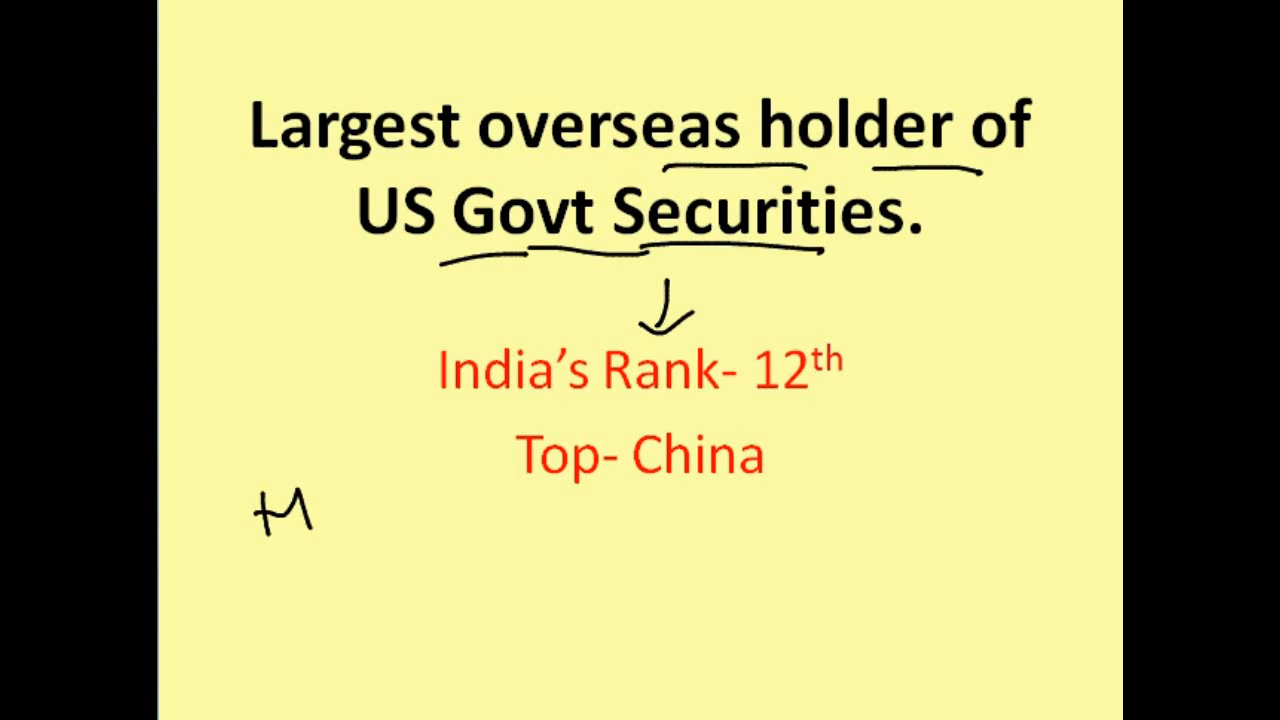 Largest overseas holder of
US Govt Securities.
India’s Rank- 12th
Top- China